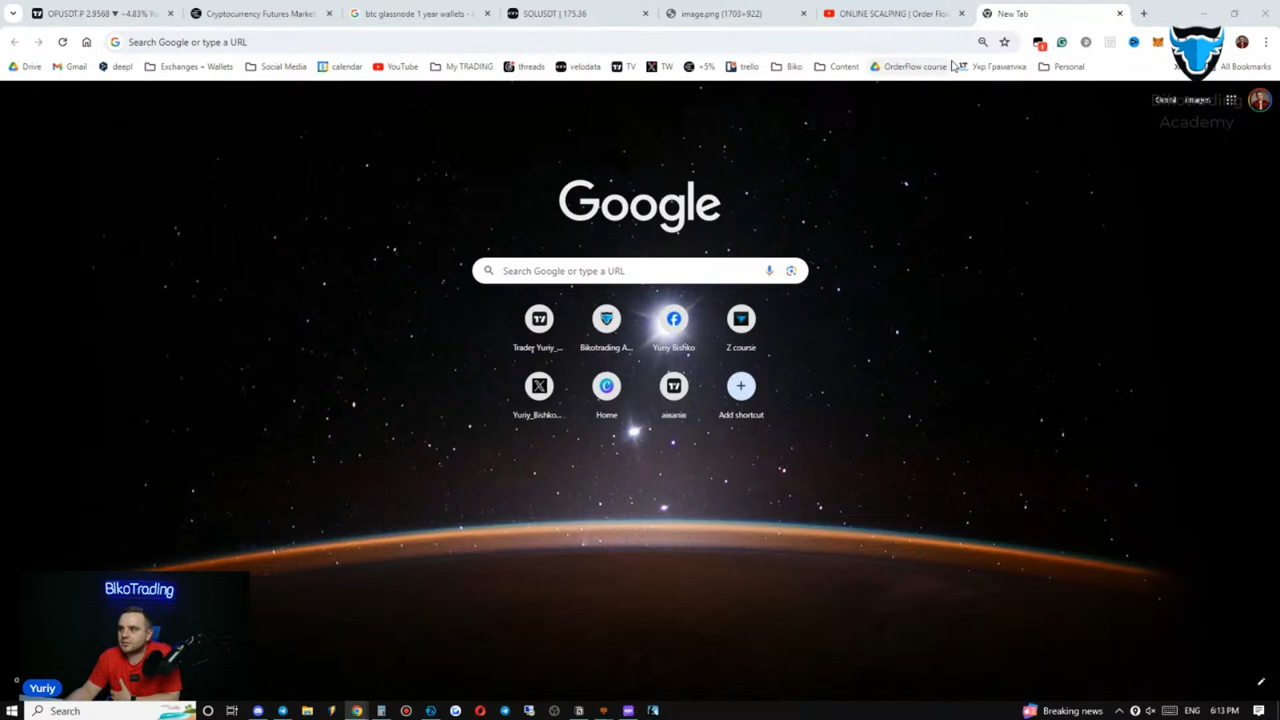 OPUSDT.P 2.9568 ▼ −4.83% Yu
Cryptocurrency Futures Market
btc glassnode 1 year wallets -
SOLUSDT | 175.36
image.png (1703×922)
ONLINE SCALPING | Order Flo
New Tab
Search Google or type a URL
Drive
Gmail
deepl
Exchanges + Wallets
Social Media
calendar
YouTube
My TRADING
threads
velodata
TV
TW
+5%
trello
Biko
Content
OrderFlow course
Укр Граматика
Personal
All Bookmarks
Gmail
Images
Academy
Google
Search Google or type a URL
Trader Yuriy_...
Bikotrading A...
Yuriy Bishko
Z course
Yuriy_Bishko...
Home
Add shortcut
BikoTrading
Yuriy
Search
Breaking news
ENG
6:13 PM